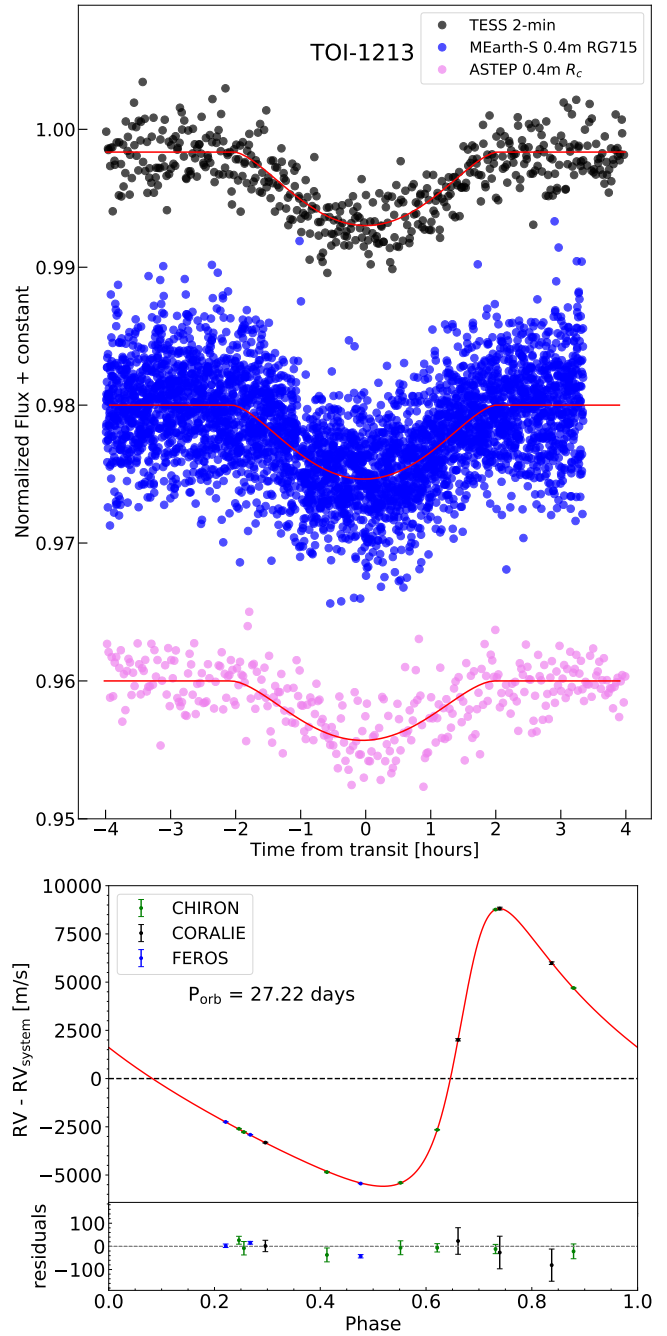 TOI-1213
TESS 2-min
MEarth-S 0.4m RG715
ASTEP 0.4m R_c
Normalized Flux + constant
1.00
0.99
0.98
0.97
0.96
0.95
−4 −3 −2 −1 0 1 2 3 4
Time from transit [hours]
CHIRON
CORALIE
FEROS
P_orb = 27.22 days
RV - RV_system [m/s]
10000
7500
5000
2500
0
−2500
−5000
residuals
100
0
−100
0.0 0.2 0.4 0.6 0.8 1.0
Phase